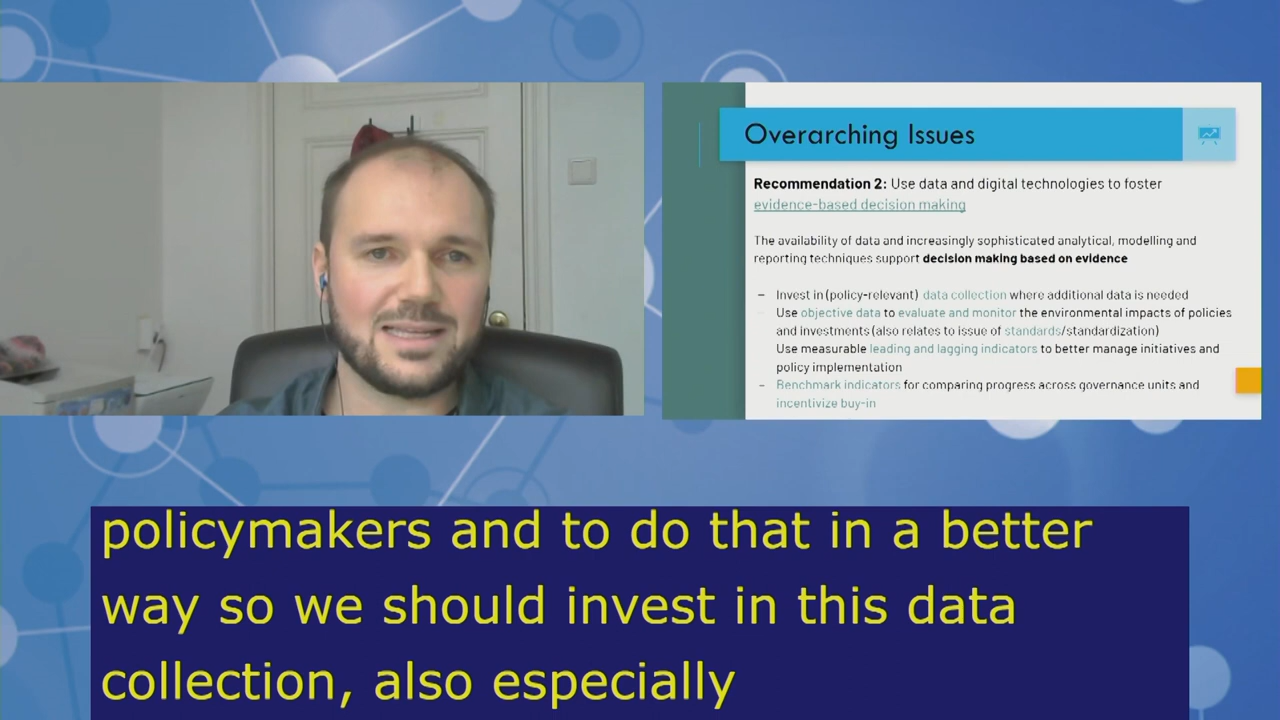 Overarching Issues
Recommendation 2: Use data and digital technologies to foster
evidence-based decision making
The availability of data and increasingly sophisticated analytical, modelling and
reporting techniques support decision making based on evidence
– Invest in (policy-relevant) data collection where additional data is needed
Use objective data to evaluate and monitor the environmental impacts of policies
and investments (also relates to issue of standards/standardization)
Use measurable leading and lagging indicators to better manage initiatives and
policy implementation
– Benchmark indicators for comparing progress across governance units and
incentivize buy-in
policymakers and to do that in a better
way so we should invest in this data
collection, also especially